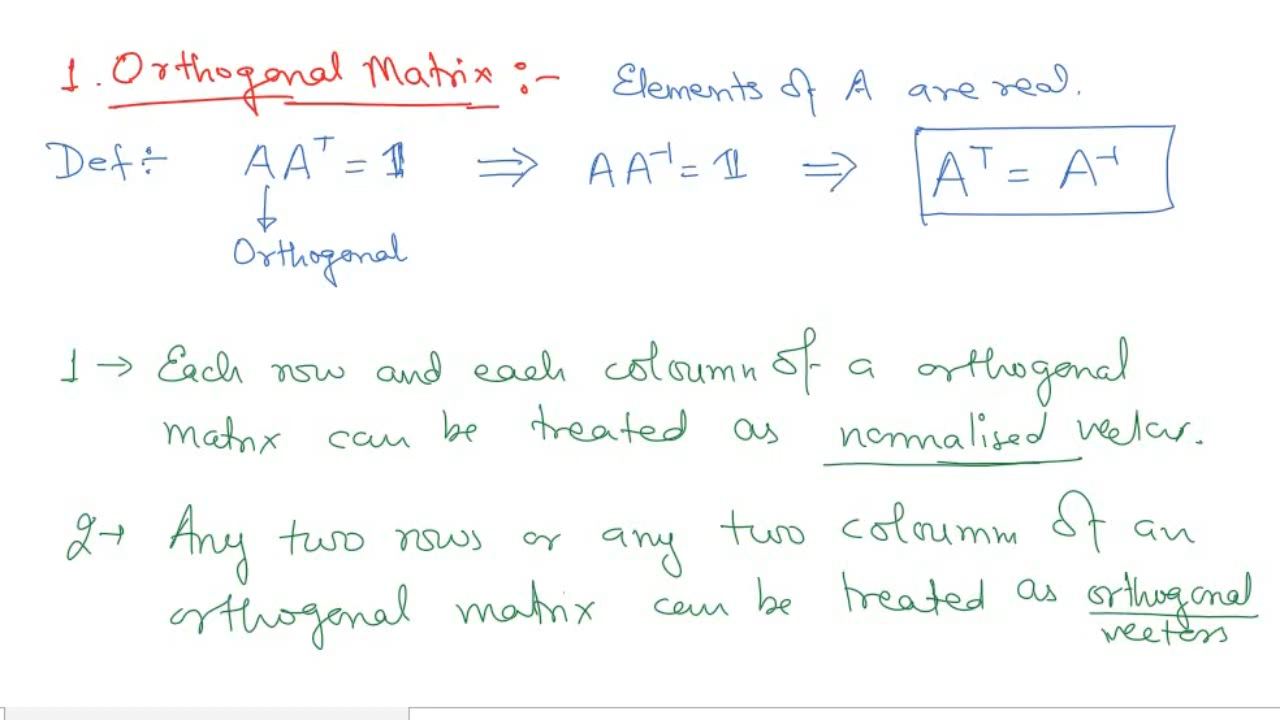 1. Orthogonal Matrix :- Elements of A are real.
Def :- AAᵀ = 𝟙 ⇒ AA⁻¹ = 𝟙 ⇒ Aᵀ = A⁻¹
↓
Orthogonal
1 → Each row and each coloumn of a orthogonal
matrix can be treated as normalised vector.
2 → Any two rows or any two coloumn of an
orthogonal matrix can be treated as orthogonal
vectors